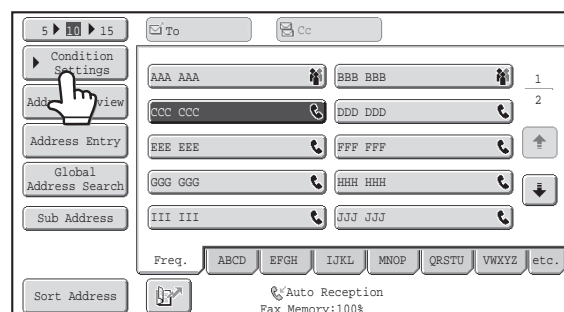 5 10 15
To
Cc
Condition
Settings
AAA AAA
BBB BBB
1
2
CCC CCC
DDD DDD
Address Entry
EEE EEE
FFF FFF
Global
Address Search
GGG GGG
HHH HHH
Sub Address
III III
JJJ JJJ
Freq. ABCD EFGH IJKL MNOP QRSTU VWXYZ etc.
Sort Address
Auto Reception
Fax Memory:100%